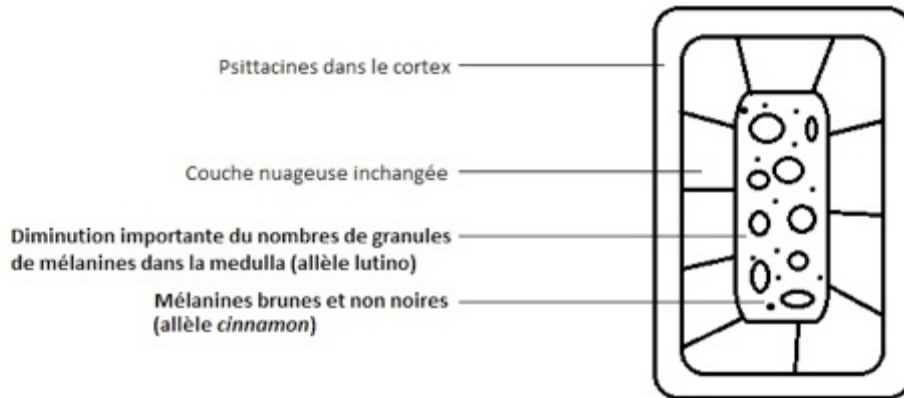 Psittacines dans le cortex
Couche nuageuse inchangée
Diminution importante du nombres de granules
de mélanines dans la medulla (allèle lutino)
Mélanines brunes et non noires
(allèle cinnamon)